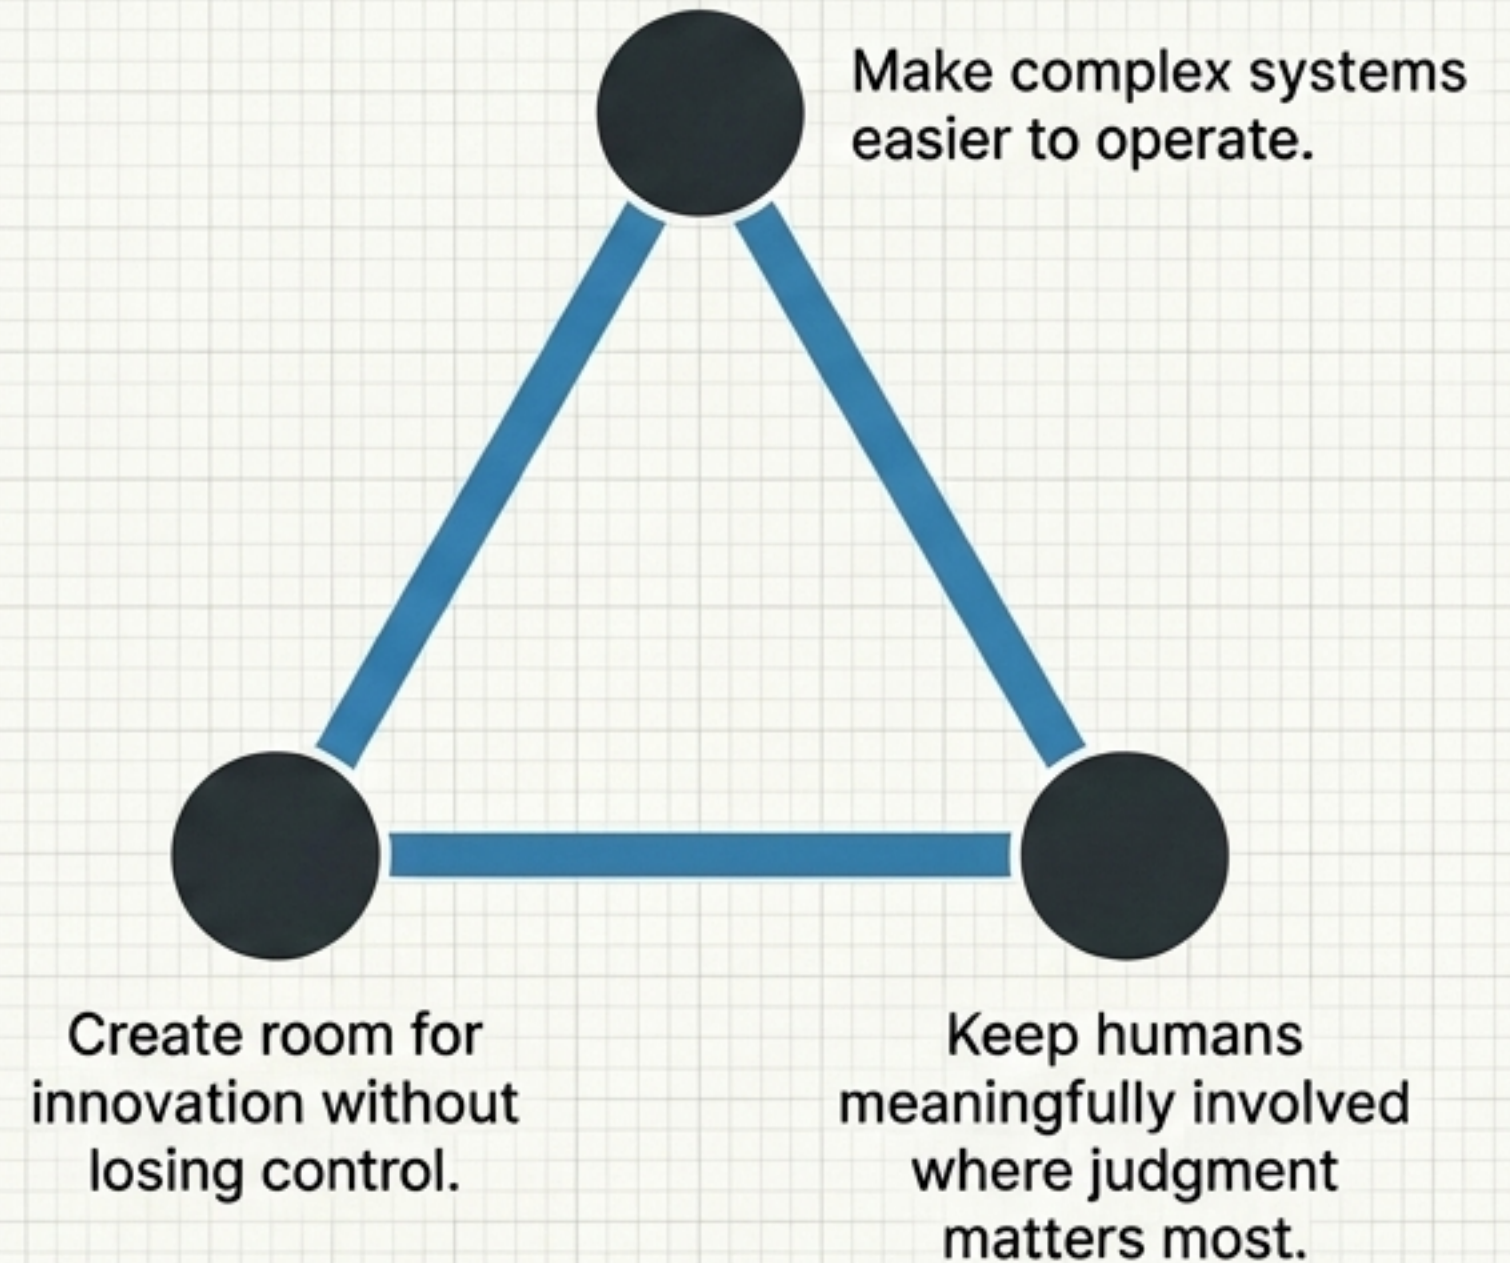 Make complex systems
easier to operate.
Create room for
innovation without
losing control.
Keep humans
meaningfully involved
where judgment
matters most.